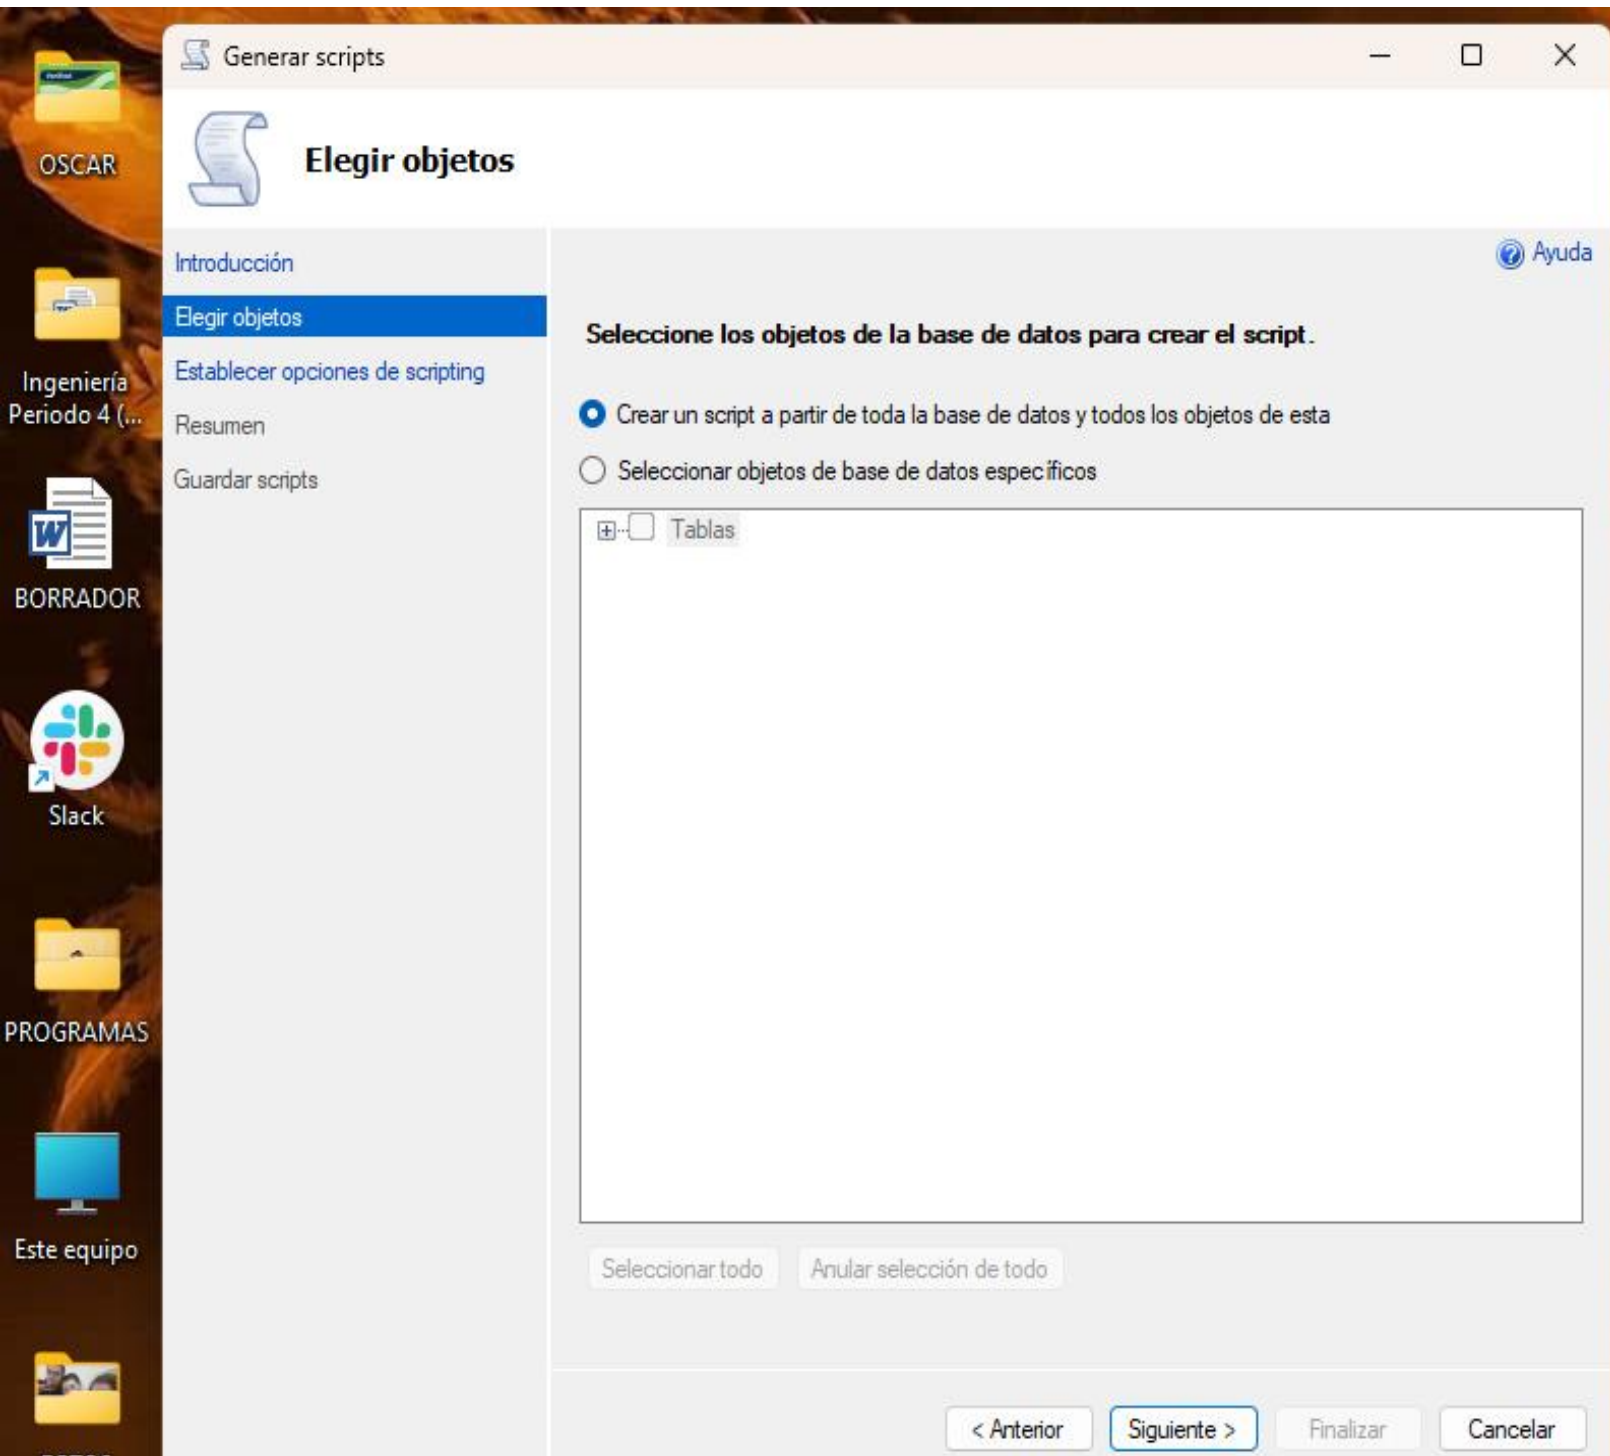 Generar scripts
Elegir objetos
OSCAR
Ingeniería
Periodo 4 (...
BORRADOR
Slack
PROGRAMAS
Este equipo
Introducción
Elegir objetos
Establecer opciones de scripting
Resumen
Guardar scripts
Ayuda
Seleccione los objetos de la base de datos para crear el script.
Crear un script a partir de toda la base de datos y todos los objetos de esta
Seleccionar objetos de base de datos específicos
Tablas
Seleccionar todo
Anular selección de todo
< Anterior
Siguiente >
Finalizar
Cancelar